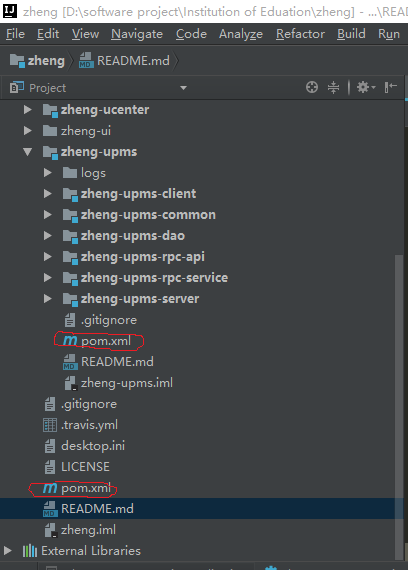 zheng [D:\software project\Institution of Eduation\zheng] - ...\REA
File Edit View Navigate Code Analyze Refactor Build Run
zheng README.md
Project
zheng-ucenter
zheng-ui
zheng-upms
logs
zheng-upms-client
zheng-upms-common
zheng-upms-dao
zheng-upms-rpc-api
zheng-upms-rpc-service
zheng-upms-server
.gitignore
pom.xml
README.md
zheng-upms.iml
.gitignore
.travis.yml
desktop.ini
LICENSE
pom.xml
README.md
zheng.iml
External Libraries